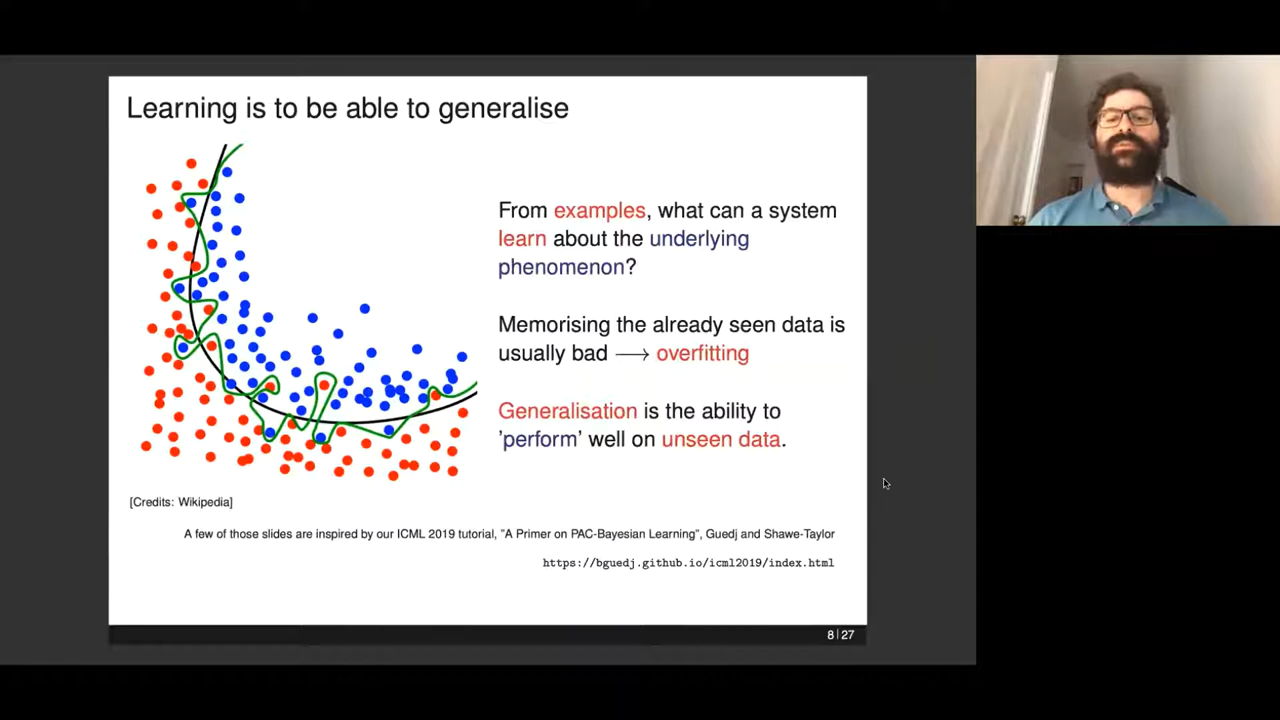 Learning is to be able to generalise
From examples, what can a system
learn about the underlying
phenomenon?
Memorising the already seen data is
usually bad ⟶ overfitting
Generalisation is the ability to
'perform' well on unseen data.
[Credits: Wikipedia]
A few of those slides are inspired by our ICML 2019 tutorial, "A Primer on PAC-Bayesian Learning", Guedj and Shawe-Taylor
https://bguedj.github.io/icml2019/index.html
8|27